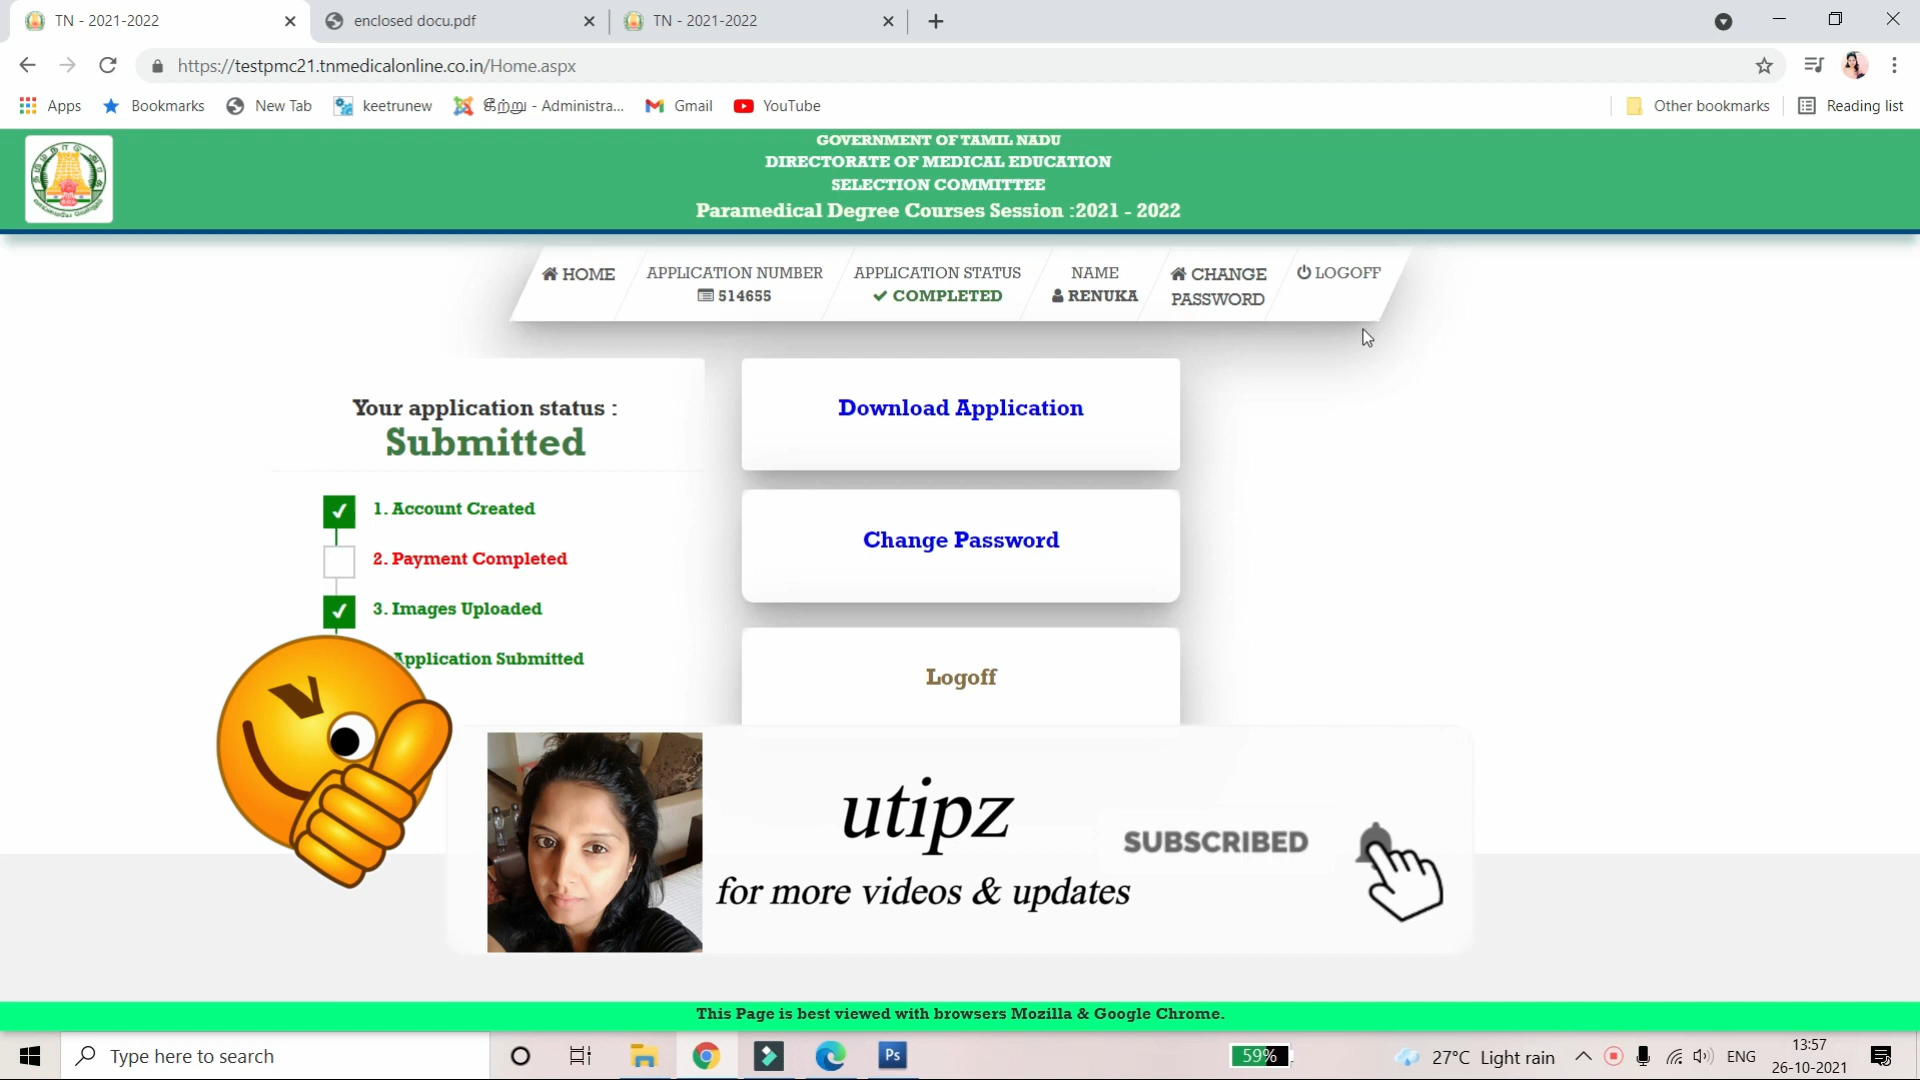 TN - 2021-2022
enclosed docu.pdf
TN - 2021-2022
https://testpmc21.tnmedicalonline.co.in/Home.aspx
Apps
Bookmarks
New Tab
keetrunew
கீற்று - Administra...
Gmail
YouTube
Other bookmarks
Reading list
GOVERNMENT OF TAMIL NADU
DIRECTORATE OF MEDICAL EDUCATION
SELECTION COMMITTEE
Paramedical Degree Courses Session :2021 - 2022
HOME
APPLICATION NUMBER
514655
APPLICATION STATUS
COMPLETED
NAME
RENUKA
CHANGE
PASSWORD
LOGOFF
Your application status :
Submitted
1. Account Created
2. Payment Completed
3. Images Uploaded
Application Submitted
Download Application
Change Password
Logoff
utipz
for more videos & updates
SUBSCRIBED
This Page is best viewed with browsers Mozilla & Google Chrome.
Type here to search
Ps
59%
27°C Light rain
ENG
13:57
26-10-2021